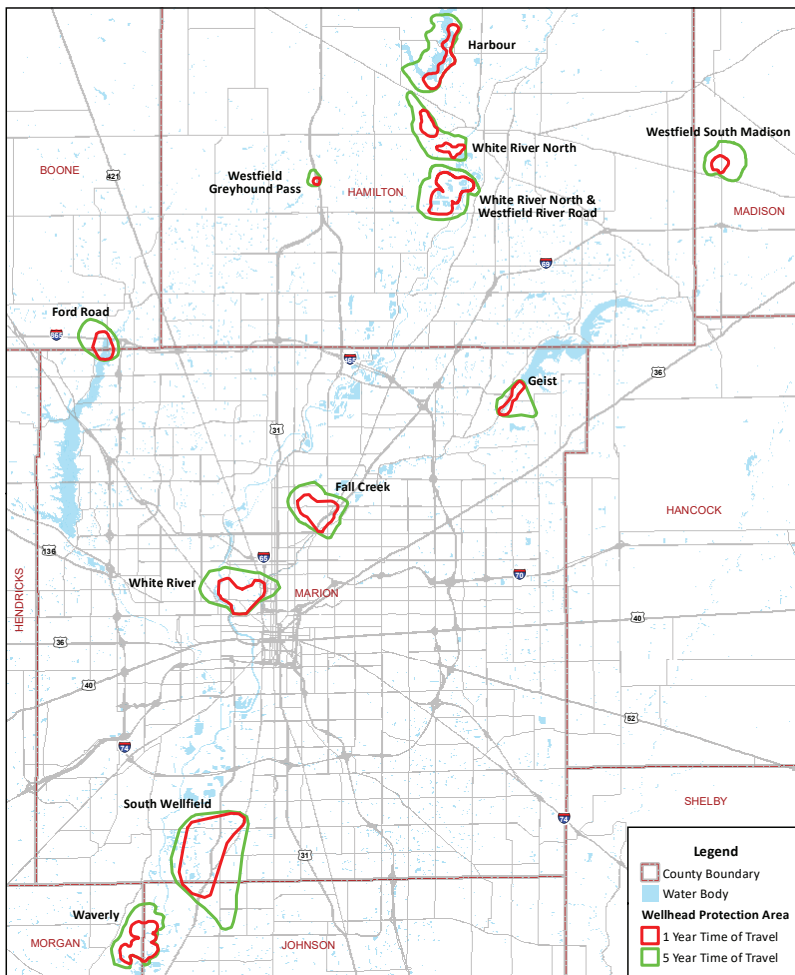 Harbour
White River North
Westfield South Madison
BOONE
421
Westfield
Greyhound Pass
HAMILTON
White River North &
Westfield River Road
MADISON
69
Ford Road
865
465
Geist
36
31
Fall Creek
HANCOCK
136
65
White River
MARION
70
HENDRICKS
40
36
40
52
74
South Wellfield
SHELBY
74
31
Waverly
MORGAN
JOHNSON
Legend
County Boundary
Water Body
Wellhead Protection Area
1 Year Time of Travel
5 Year Time of Travel